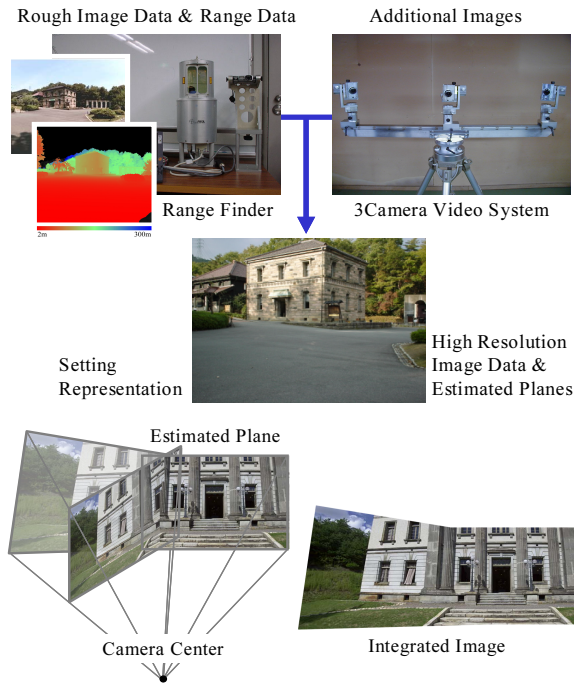 Rough Image Data & Range Data
Additional Images
2m
300m
Range Finder
3Camera Video System
Setting
Representation
High Resolution
Image Data &
Estimated Planes
Estimated Plane
Camera Center
Integrated Image